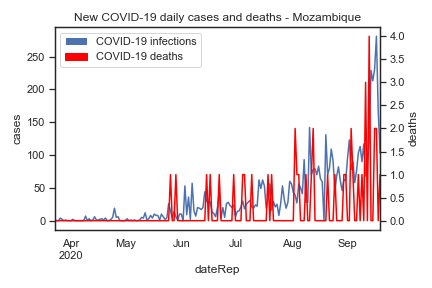 New COVID-19 daily cases and deaths - Mozambique
COVID-19 infections
COVID-19 deaths
250
200
150
100
50
0
cases
4.0
3.5
3.0
2.5
2.0
1.5
1.0
0.5
0.0
deaths
Apr
2020
May
Jun
Jul
Aug
Sep
dateRep